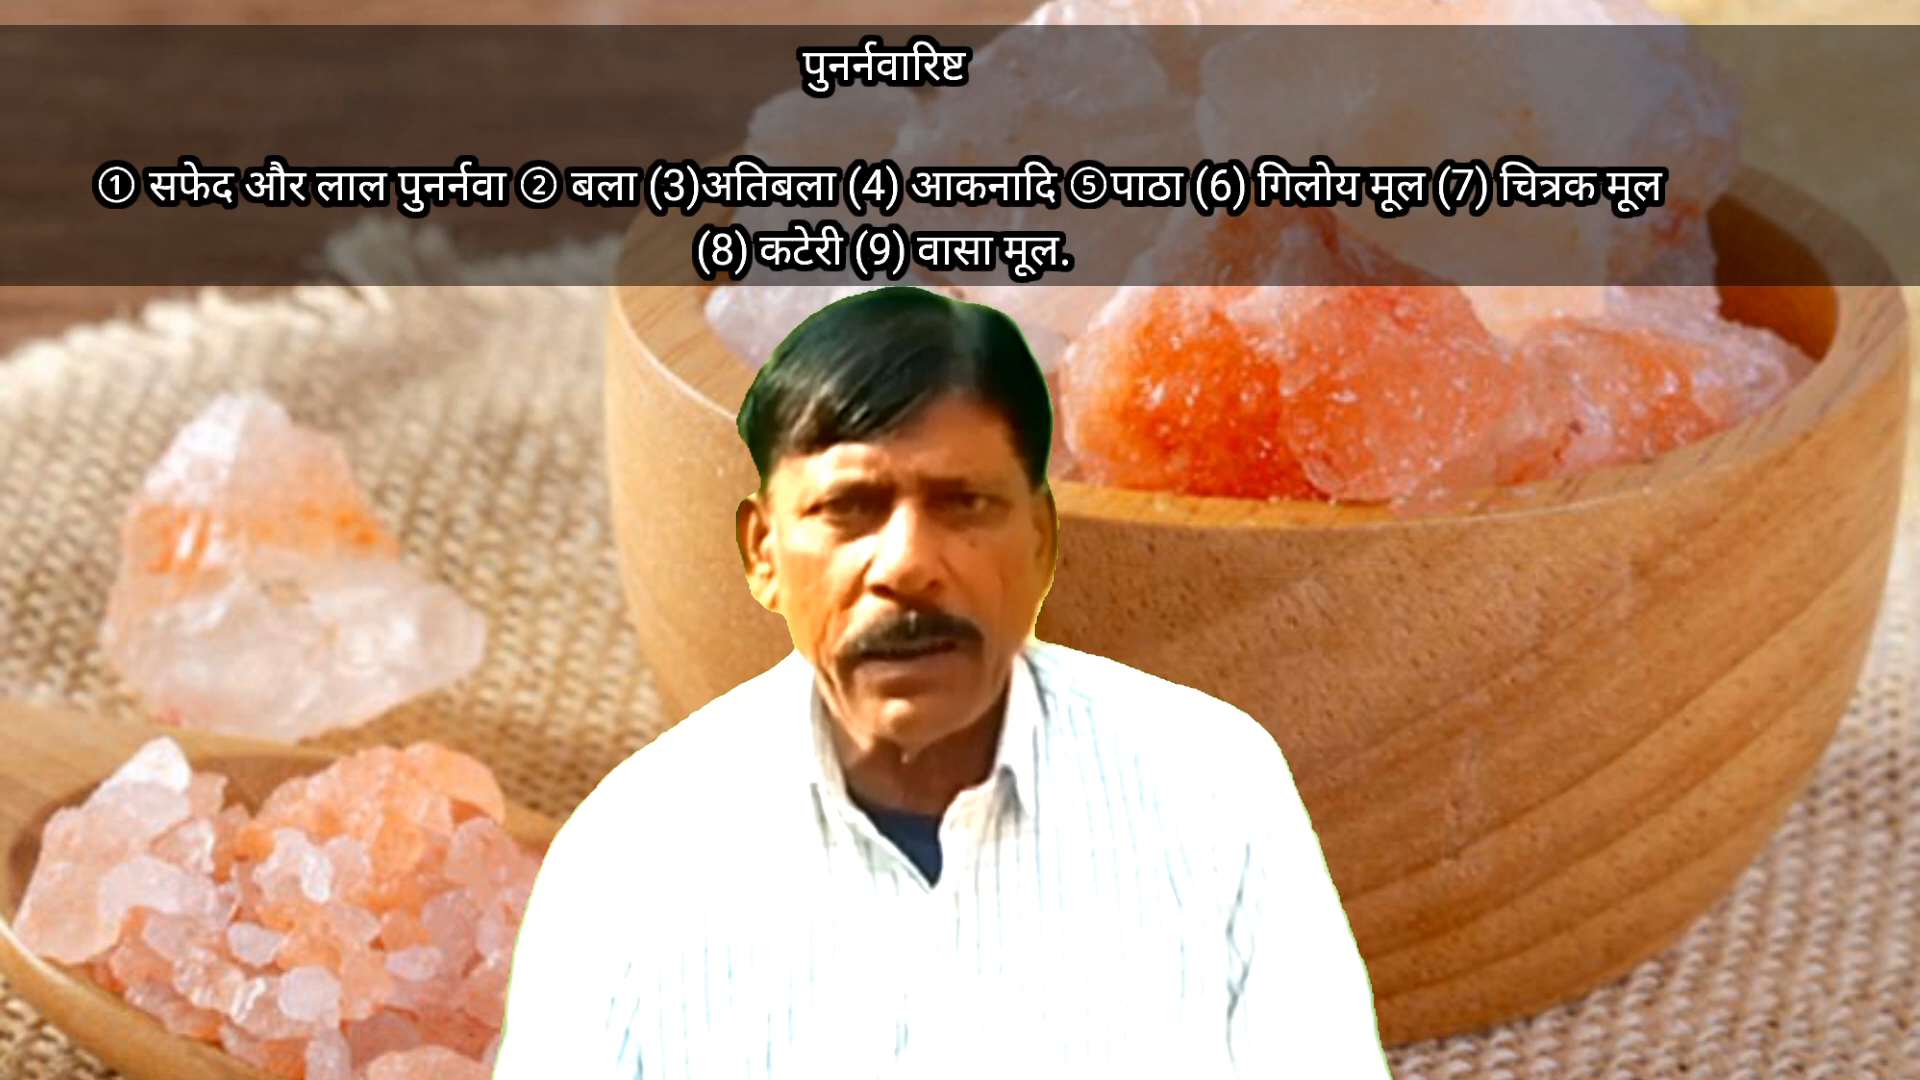 पुनर्नवारिष्ट
① सफेद और लाल पुनर्नवा ② बला (3)अतिबला (4) आकनादि ⑤पाठा (6) गिलोय मूल (7) चित्रक मूल
(8) कटेरी (9) वासा मूल.